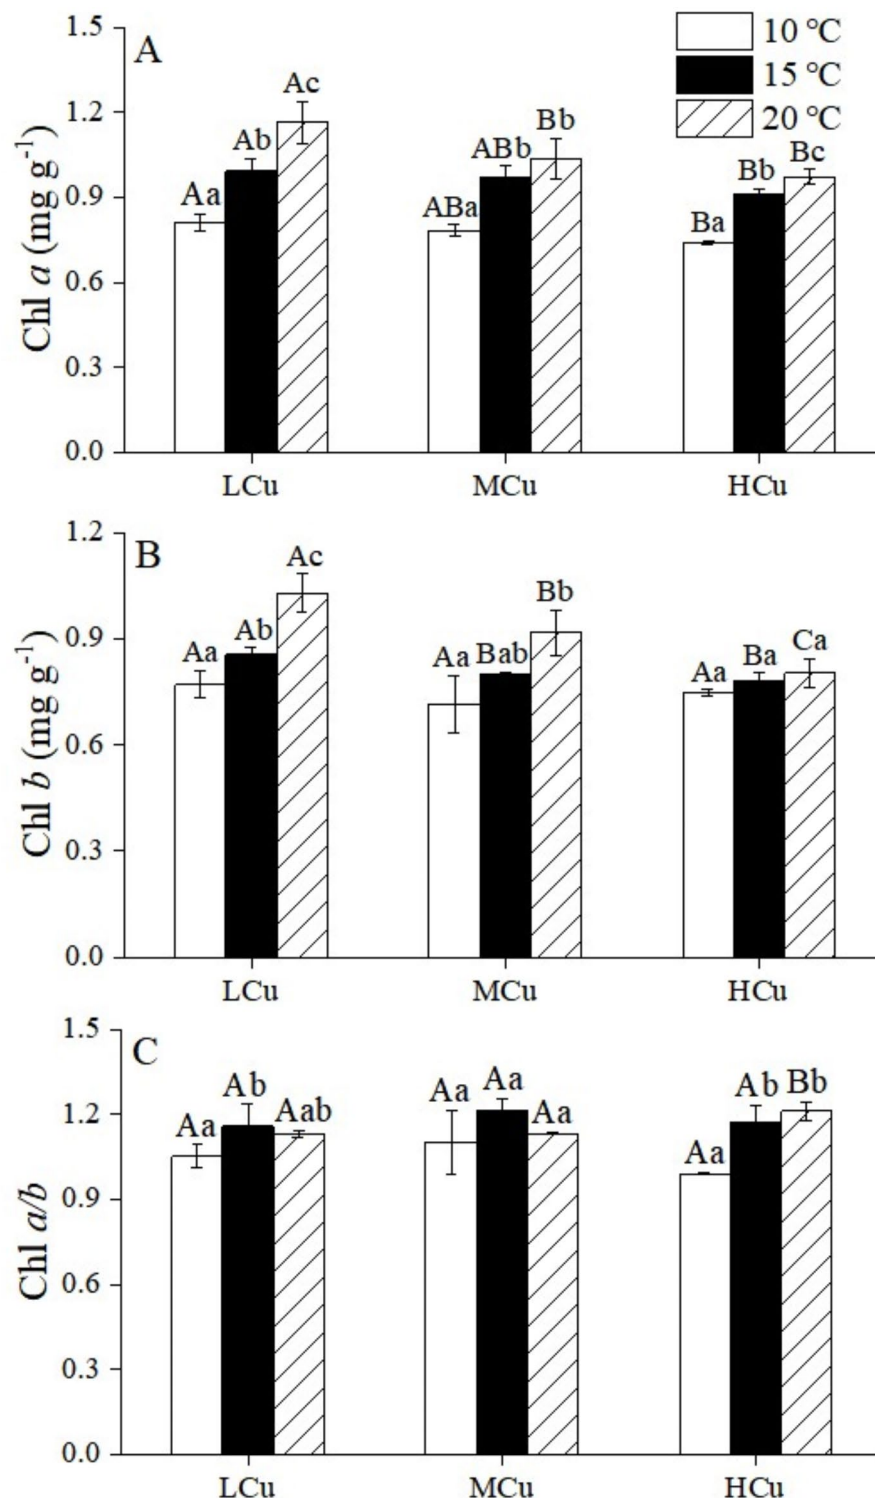 A
10 ℃
15 ℃
20 ℃
Chl a (mg g⁻¹)
1.5
1.2
0.9
0.6
0.3
0.0
Aa
Ab
Ac
ABa
ABb
Bb
Ba
Bb
Bc
LCu
MCu
HCu
B
Chl b (mg g⁻¹)
1.2
0.9
0.6
0.3
0.0
Aa
Ab
Ac
Aa
Bab
Bb
Aa
Ba
Ca
LCu
MCu
HCu
C
Chl a/b
1.5
1.2
0.9
0.6
0.3
0.0
Aa
Ab
Aab
Aa
Aa
Aa
Aa
Ab
Bb
LCu
MCu
HCu